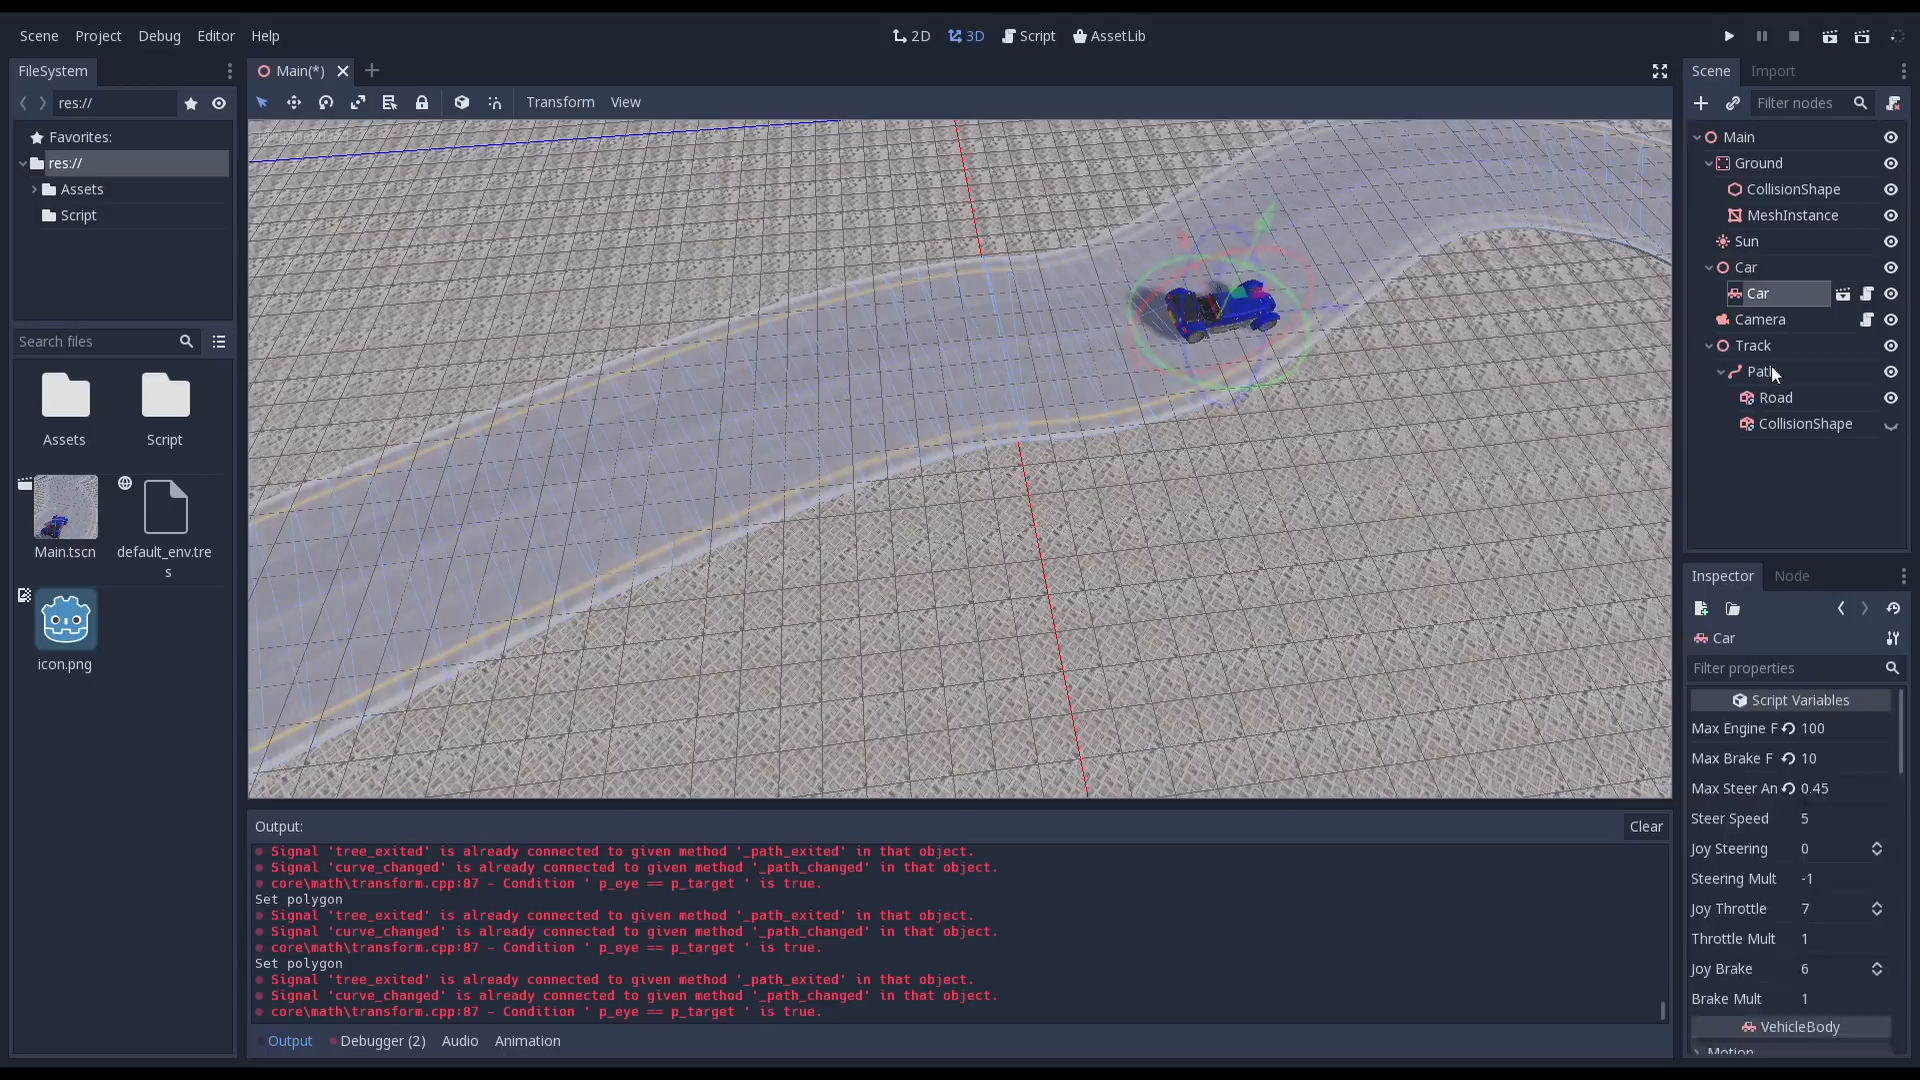 Scene Project Debug Editor Help
2D 3D Script AssetLib
FileSystem
res://
Favorites:
res://
Assets
Script
Search files
Assets Script
Main.tscn default_env.tre
s
icon.png
Main(*)
Transform View
Output:
Clear
Signal 'tree_exited' is already connected to given method '_path_exited' in that object.
Signal 'curve_changed' is already connected to given method '_path_changed' in that object.
core\math\transform.cpp:87 - Condition ' p_eye == p_target ' is true.
Set polygon
Signal 'tree_exited' is already connected to given method '_path_exited' in that object.
Signal 'curve_changed' is already connected to given method '_path_changed' in that object.
core\math\transform.cpp:87 - Condition ' p_eye == p_target ' is true.
Set polygon
Signal 'tree_exited' is already connected to given method '_path_exited' in that object.
Signal 'curve_changed' is already connected to given method '_path_changed' in that object.
core\math\transform.cpp:87 - Condition ' p_eye == p_target ' is true.
Output Debugger (2) Audio Animation
Scene Import
Filter nodes
Main
Ground
CollisionShape
MeshInstance
Sun
Car
Car
Camera
Track
Path
Road
CollisionShape
Inspector Node
Car
Filter properties
Script Variables
Max Engine F 100
Max Brake F 10
Max Steer An 0.45
Steer Speed 5
Joy Steering 0
Steering Mult -1
Joy Throttle 7
Throttle Mult 1
Joy Brake 6
Brake Mult 1
VehicleBody
Motion